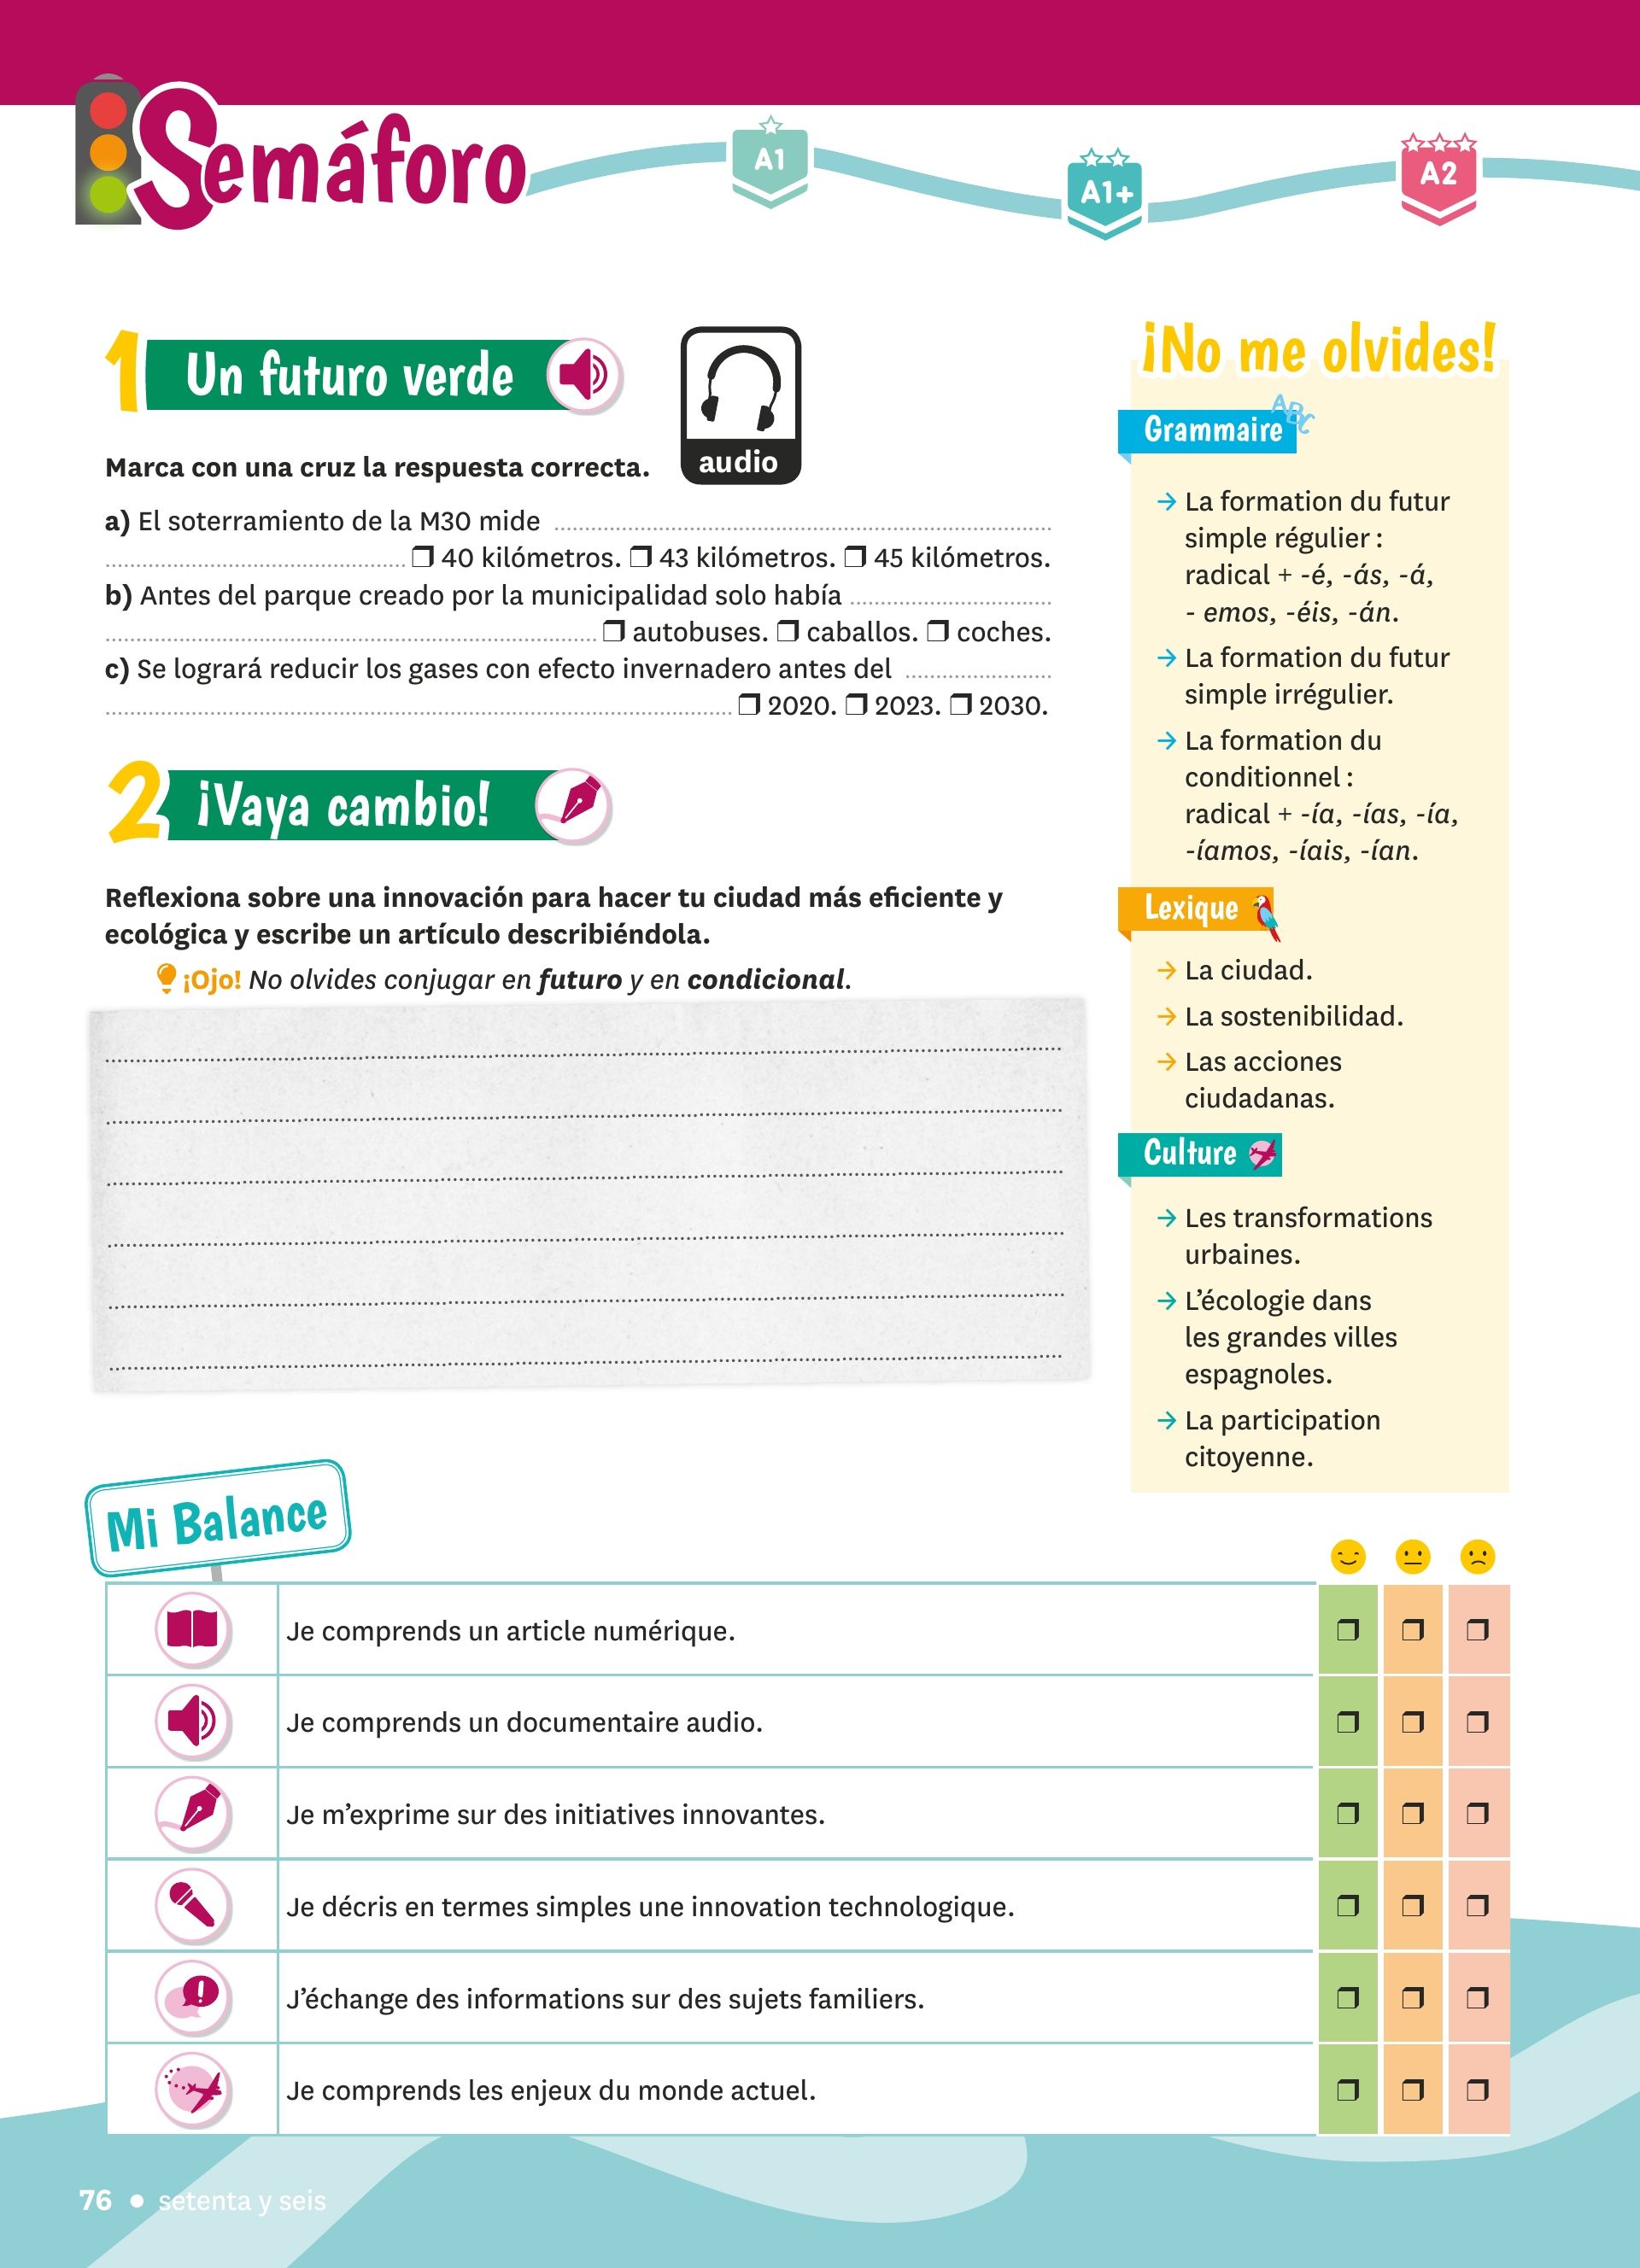 Semáforo
A1
A1+
A2
1 Un futuro verde
audio
Marca con una cruz la respuesta correcta.
a) El soterramiento de la M30 mide ........................................
........................................ ❒ 40 kilómetros. ❒ 43 kilómetros. ❒ 45 kilómetros.
b) Antes del parque creado por la municipalidad solo había ........................................
........................................ ❒ autobuses. ❒ caballos. ❒ coches.
c) Se logrará reducir los gases con efecto invernadero antes del ........................................
........................................ ❒ 2020. ❒ 2023. ❒ 2030.
2 ¡Vaya cambio!
Reflexiona sobre una innovación para hacer tu ciudad más eficiente y
ecológica y escribe un artículo describiéndola.
¡Ojo! No olvides conjugar en futuro y en condicional.
¡No me olvides!
Grammaire
ABC
→ La formation du futur
simple régulier :
radical + -é, -ás, -á,
- emos, -éis, -án.
→ La formation du futur
simple irrégulier.
→ La formation du
conditionnel :
radical + -ía, -ías, -ía,
-íamos, -íais, -ían.
Lexique
→ La ciudad.
→ La sostenibilidad.
→ Las acciones
ciudadanas.
Culture
→ Les transformations
urbaines.
→ L’écologie dans
les grandes villes
espagnoles.
→ La participation
citoyenne.
Mi Balance
Je comprends un article numérique. ❒ ❒ ❒
Je comprends un documentaire audio. ❒ ❒ ❒
Je m’exprime sur des initiatives innovantes. ❒ ❒ ❒
Je décris en termes simples une innovation technologique. ❒ ❒ ❒
J’échange des informations sur des sujets familiers. ❒ ❒ ❒
Je comprends les enjeux du monde actuel. ❒ ❒ ❒
76 • setenta y seis